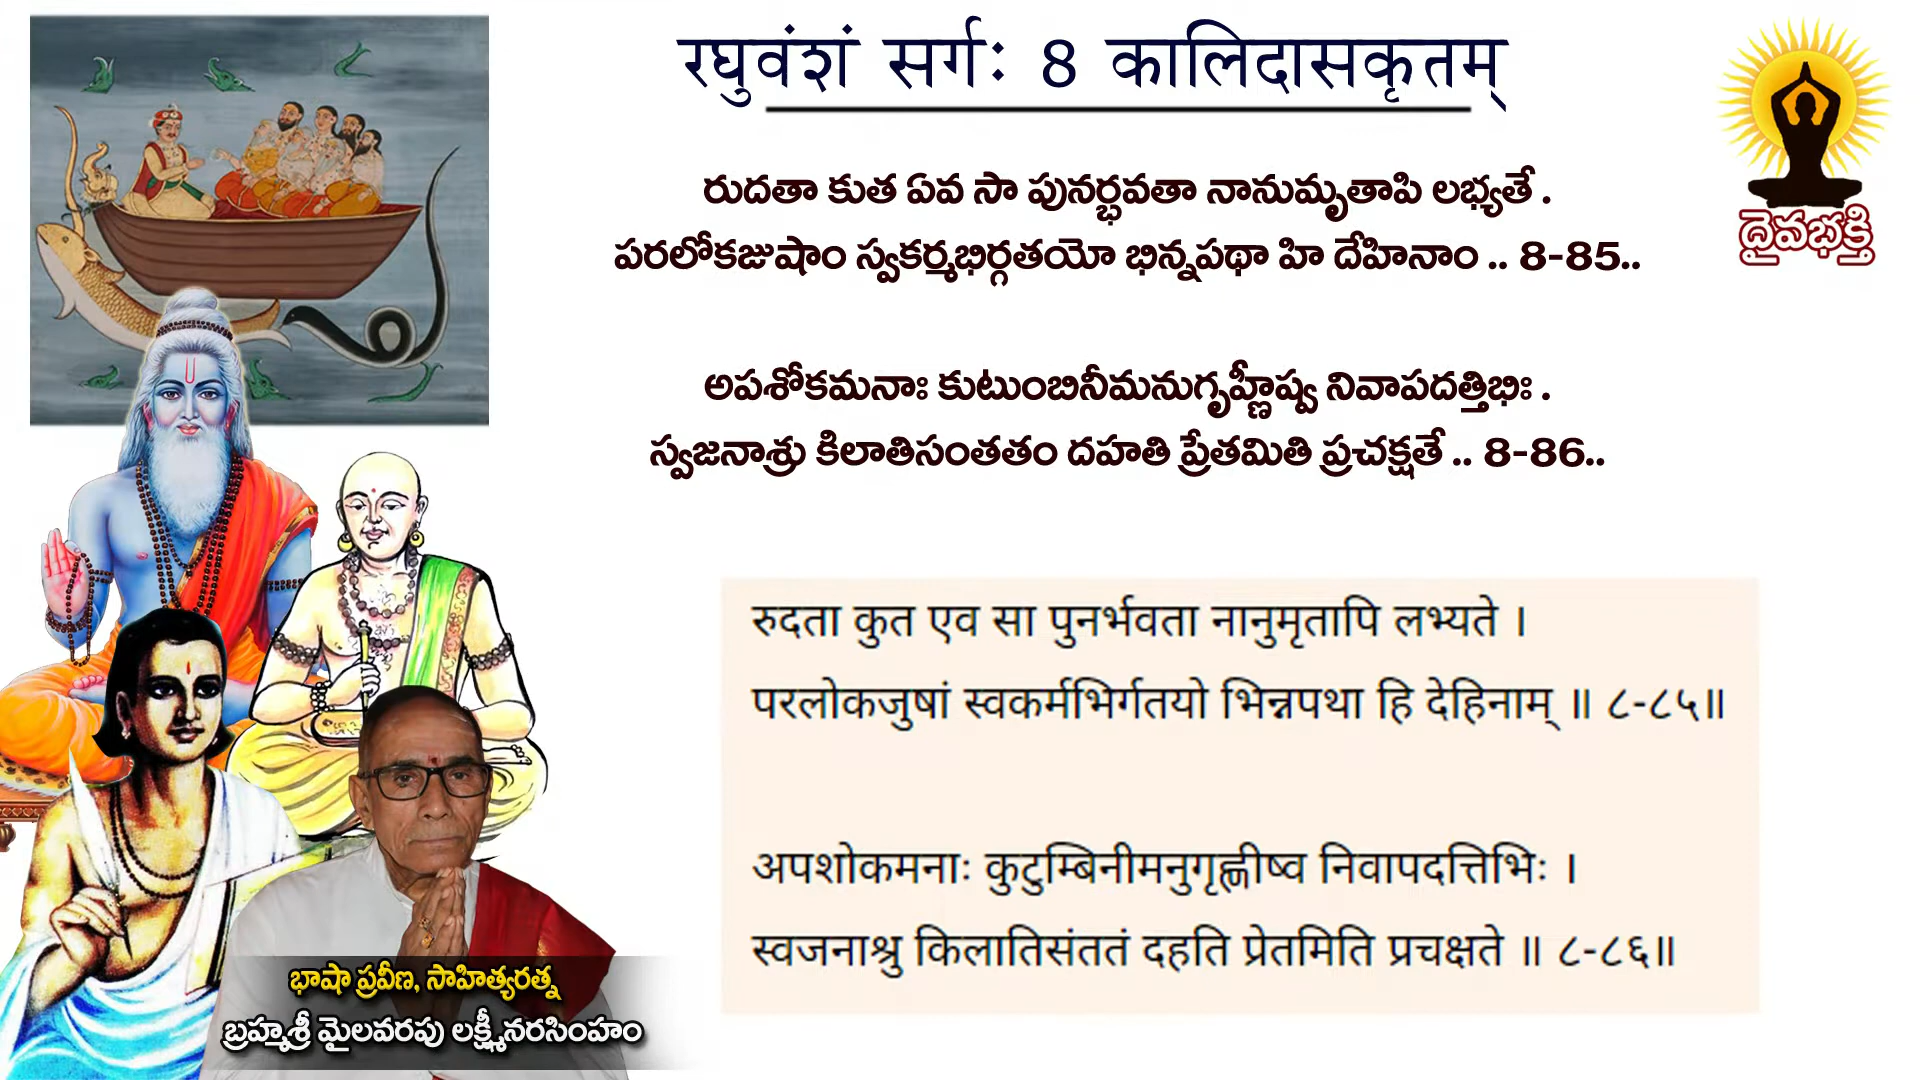 रघुवंशं सर्गः 8 कालिदासकृतम्
రుదతా కుత ఏవ సా పునర్భవతా నానుమృతాపి లభ్యతే .
పరలోకజుషాం స్వకర్మభిర్గతయో భిన్నపథా హి దేహినాం .. 8-85..
అపశోకమనాః కుటుంబినీమనుగృహ్ణీష్వ నివాపదత్తిభిః .
స్వజనాశ్రు కిలాతిసంతతం దహతి ప్రేతమితి ప్రచక్షతే .. 8-86..
रुदता कुत एव सा पुनर्भवता नानुमृतापि लभ्यते ।
परलोकजुषां स्वकर्मभिर्गतयो भिन्नपथा हि देहिनाम् ॥ ८-८५॥
अपशोकमनाः कुटुम्बिनीमनुगृह्णीष्व निवापदत्तिभिः ।
स्वजनाश्रु किलातिसंततं दहति प्रेतमिति प्रचक्षते ॥ ८-८६॥
దైవభక్తి
భాషా ప్రవీణ, సాహిత్యరత్న
బ్రహ్మశ్రీ మైలవరపు లక్ష్మీనరసింహం